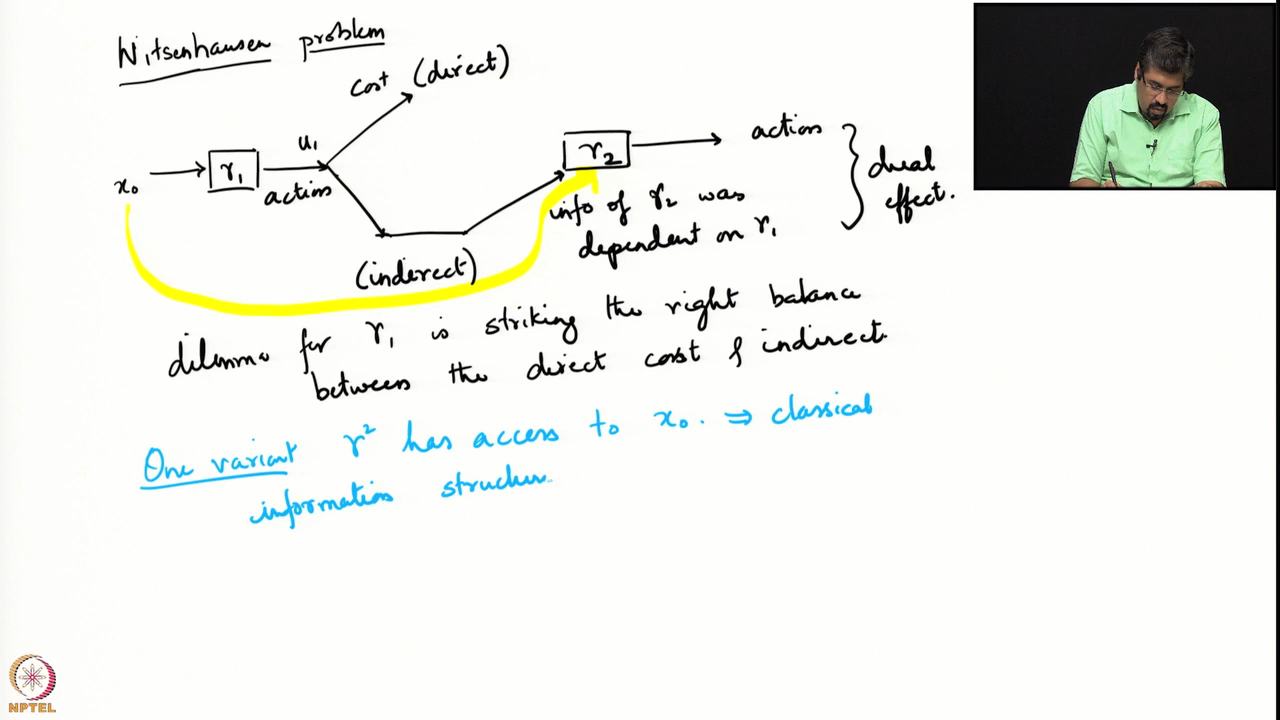 Witsenhausen problem
cost (direct)
u₁
x₀
γ₁
action
γ₂
action
info of γ₂ was
dependent on γ₁
dual
effect.
(indirect)
dilemma for γ₁ is striking the right balance
between the direct cost & indirect
One variant γ² has access to x₀. ⇒ classical
information structure
NPTEL